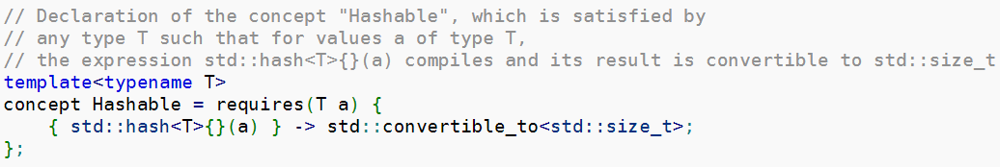 // Declaration of the concept "Hashable", which is satisfied by
// any type T such that for values a of type T,
// the expression std::hash<T>{}(a) compiles and its result is convertible to std::size_t
template<typename T>
concept Hashable = requires(T a) {
    { std::hash<T>{}(a) } -> std::convertible_to<std::size_t>;
};